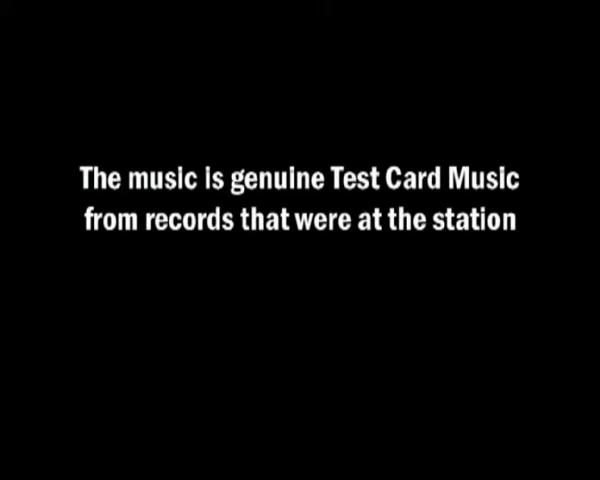 The music is genuine Test Card Music
from records that were at the station